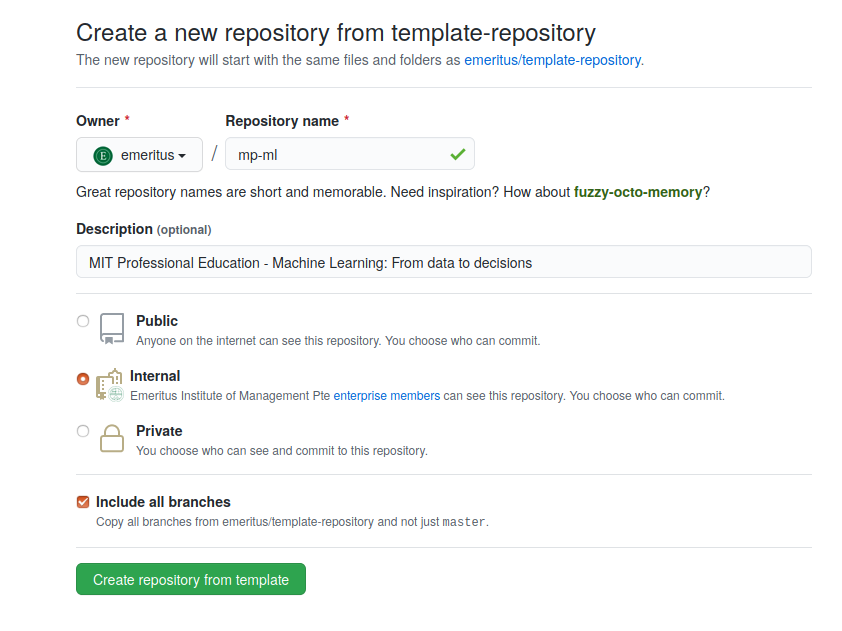 Create a new repository from template-repository
The new repository will start with the same files and folders as emeritus/template-repository.
Owner *
Repository name *
E emeritus / mp-ml
Great repository names are short and memorable. Need inspiration? How about fuzzy-octo-memory?
Description (optional)
MIT Professional Education - Machine Learning: From data to decisions
Public
Anyone on the internet can see this repository. You choose who can commit.
Internal
Emeritus Institute of Management Pte enterprise members can see this repository. You choose who can commit.
Private
You choose who can see and commit to this repository.
Include all branches
Copy all branches from emeritus/template-repository and not just master.
Create repository from template